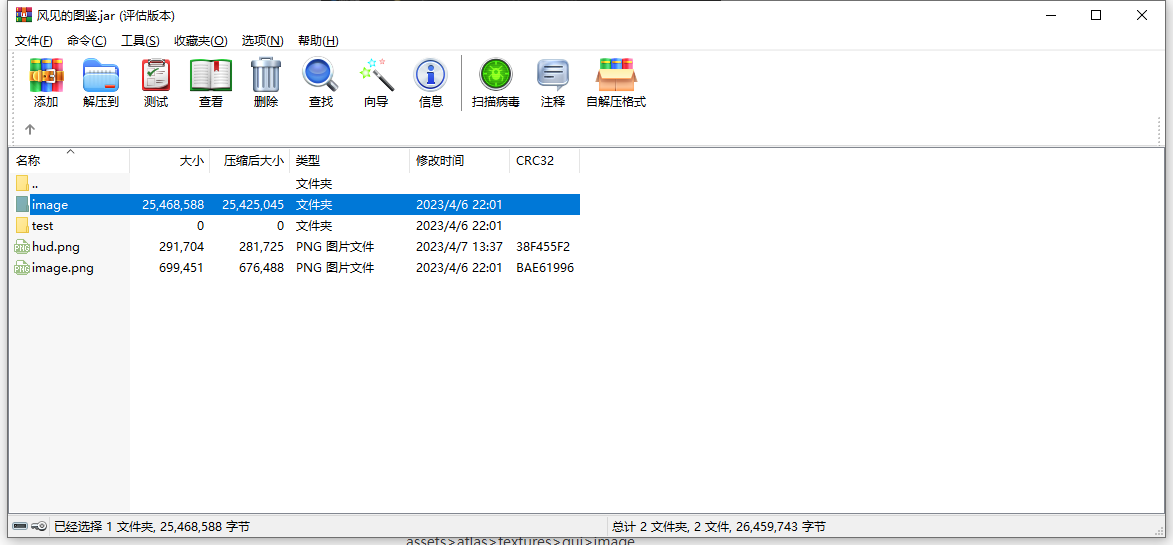 风见的图鉴.jar (评估版本)
文件(F) 命令(C) 工具(S) 收藏夹(O) 选项(N) 帮助(H)
添加 解压到 测试 查看 删除 查找 向导 信息 扫描病毒 注释 自解压格式
名称 大小 压缩后大小 类型 修改时间 CRC32
.. 文件夹
image 25,468,588 25,425,045 文件夹 2023/4/6 22:01
test 0 0 文件夹 2023/4/6 22:01
hud.png 291,704 281,725 PNG 图片文件 2023/4/7 13:37 38F455F2
image.png 699,451 676,488 PNG 图片文件 2023/4/6 22:01 BAE61996
已经选择 1 文件夹, 25,468,588 字节 总计 2 文件夹, 2 文件, 26,459,743 字节
assets>atlas>textures>gui>image